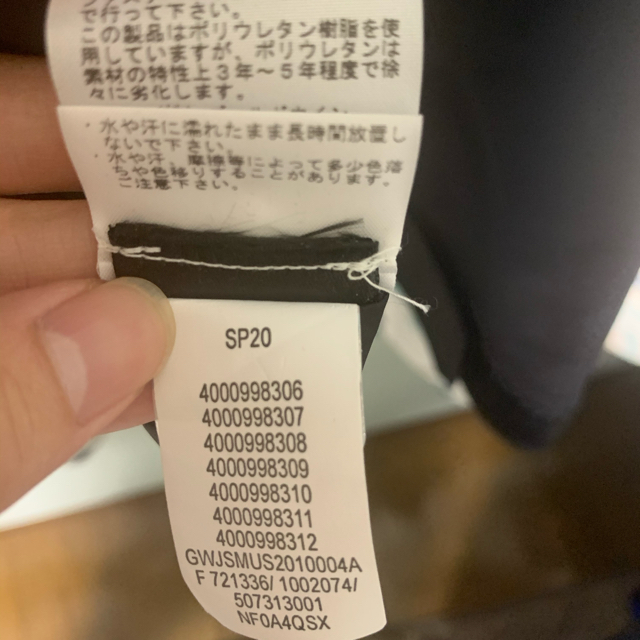 で行って下さい。
この製品はポリウレタン樹脂を使
用していますが、ポリウレタンは
素材の特性上3年～5年程度で徐
々に劣化します。
・水や汗に濡れたまま長時間放置し
ないで下さい。
・水や汗、摩擦等によって多少色落
ちや色移りすることがあります。
ご注意下さい。
SP20
4000998306
4000998307
4000998308
4000998309
4000998310
4000998311
4000998312
GWJSMUS2010004A
F 721336/ 1002074/
507313001
NF0A4QSX